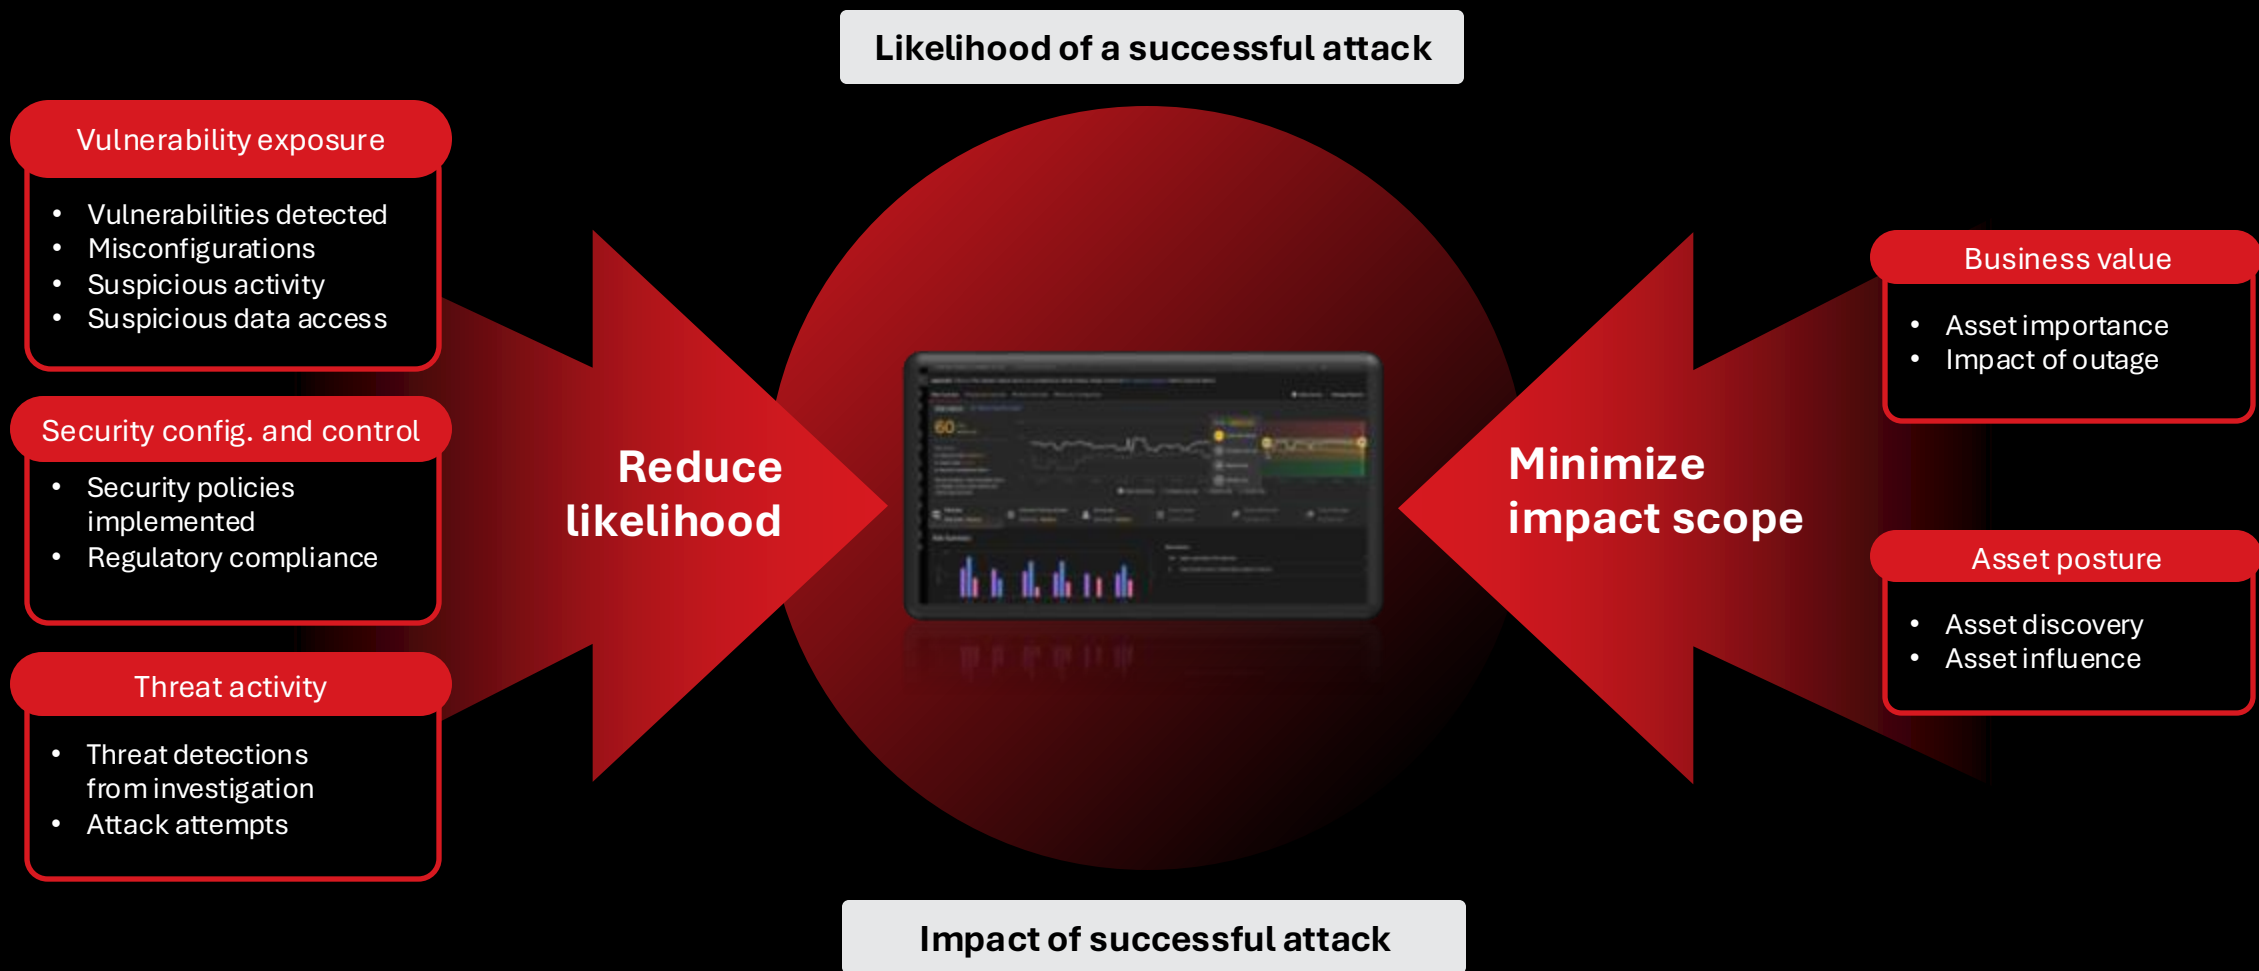 Likelihood of a successful attack
Vulnerability exposure
• Vulnerabilities detected
• Misconfigurations
• Suspicious activity
• Suspicious data access
Security config. and control
• Security policies
implemented
• Regulatory compliance
Threat activity
• Threat detections
from investigation
• Attack attempts
Reduce
likelihood
60
Minimize
impact scope
Business value
• Asset importance
• Impact of outage
Asset posture
• Asset discovery
• Asset influence
Impact of successful attack